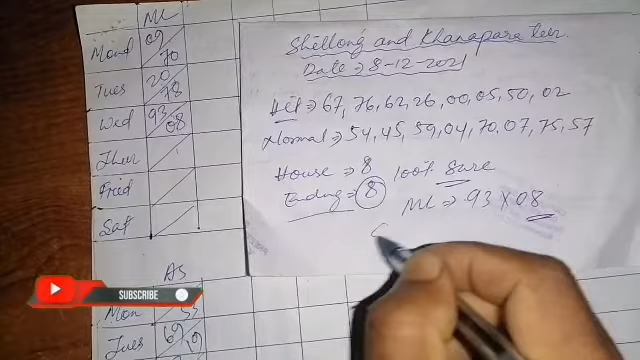 ML
Mond 09 70
Tues 20 78
Wed 93 08
Thur
Fried
Sat
Shillong and Khanapara teer.
Date => 8-12-2021
Hit => 67, 76, 62, 26, 00, 05, 50, 02
Normal => 54, 45, 59, 04, 70, 07, 75, 57
House => 8 100% Sure
Ending => 8
ML => 93 X 08
SUBSCRIBE
AS
Mon 53
Tues 69